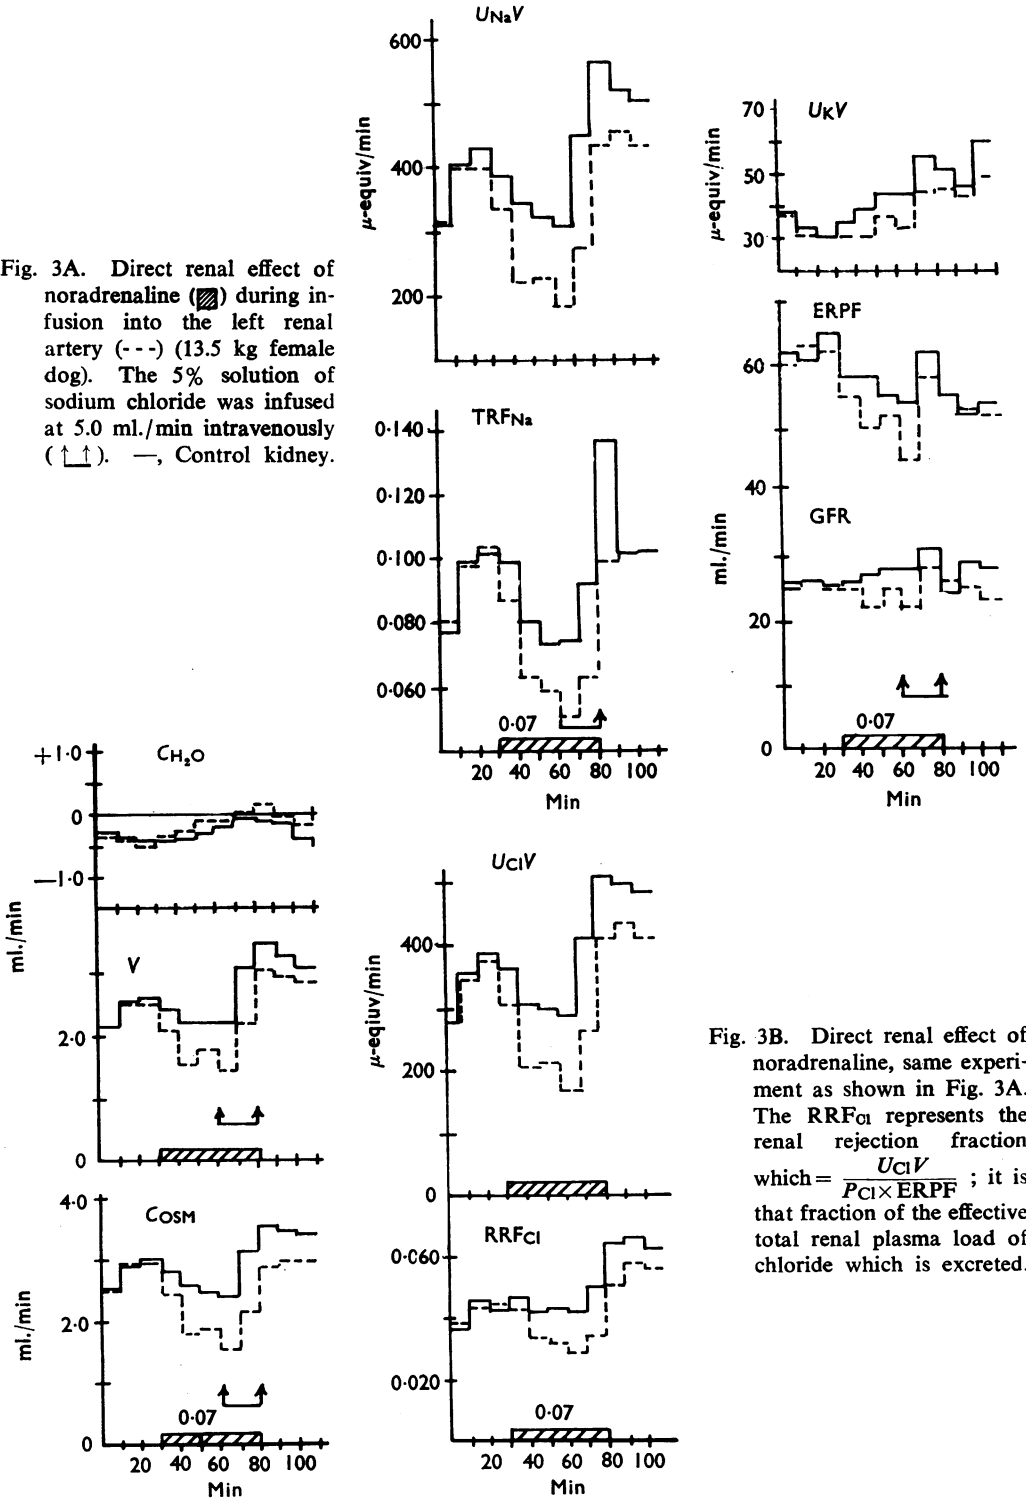 Fig. 3A. Direct renal effect of
noradrenaline (▨) during in-
fusion into the left renal
artery (- - -) (13.5 kg female
dog). The 5% solution of
sodium chloride was infused
at 5.0 ml./min intravenously
(↑↑). —, Control kidney.
UNaV
600
400
200
μ-equiv/min
TRFNa
0·140
0·120
0·100
0·080
0·060
0·07
20 40 60 80 100
Min
UKV
70
50
30
μ-equiv/min
ERPF
60
40
GFR
ml./min
20
0·07
0
20 40 60 80 100
Min
CH2O
+1·0
0
—1·0
ml./min
V
2·0
0
COSM
4·0
2·0
ml./min
0·07
0
20 40 60 80 100
Min
UClV
400
200
0
μ-eqiuv/min
RRFCl
0·060
0·020
0·07
20 40 60 80 100
Min
Fig. 3B. Direct renal effect of
noradrenaline, same experi-
ment as shown in Fig. 3A.
The RRFCl represents the
renal rejection fraction
which = UClV / PCl × ERPF ; it is
that fraction of the effective
total renal plasma load of
chloride which is excreted.